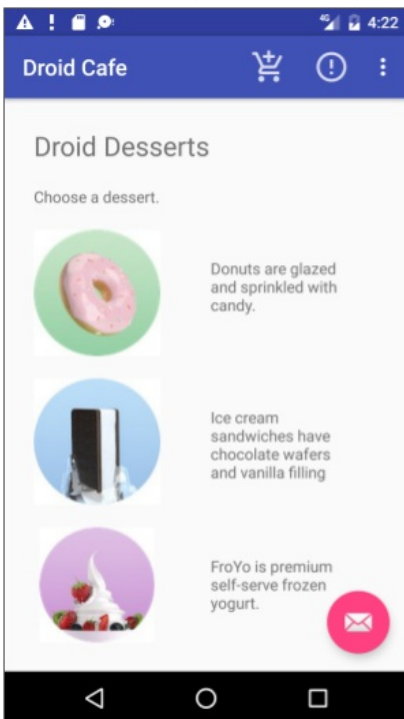 4G 4:22
Droid Cafe
Droid Desserts
Choose a dessert.
Donuts are glazed
and sprinkled with
candy.
Ice cream
sandwiches have
chocolate wafers
and vanilla filling
FroYo is premium
self-serve frozen
yogurt.